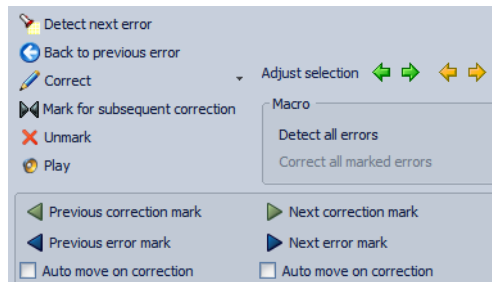 Detect next error
Back to previous error
Correct
Adjust selection
Mark for subsequent correction
Macro
Unmark
Detect all errors
Play
Correct all marked errors
Previous correction mark
Next correction mark
Previous error mark
Next error mark
Auto move on correction
Auto move on correction